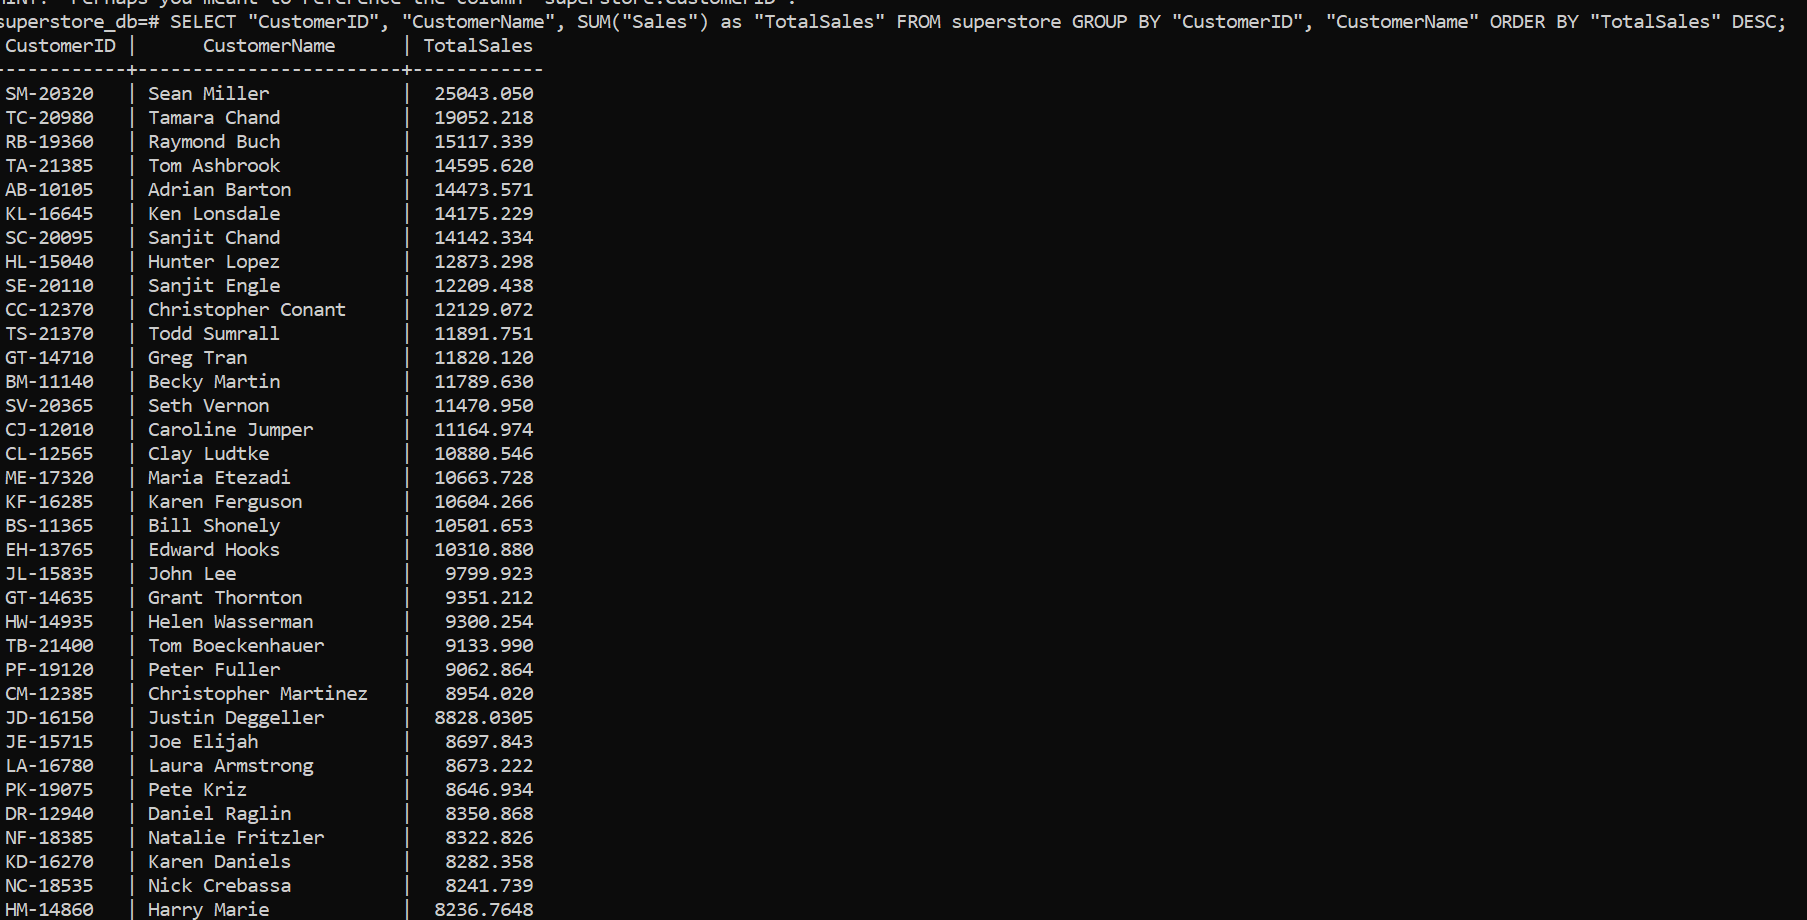 HINT:  Perhaps you meant to reference the column "superstore.CustomerID".
superstore_db=# SELECT "CustomerID", "CustomerName", SUM("Sales") as "TotalSales" FROM superstore GROUP BY "CustomerID", "CustomerName" ORDER BY "TotalSales" DESC;
CustomerID |      CustomerName      | TotalSales
------------+------------------------+------------
SM-20320   | Sean Miller            |  25043.050
TC-20980   | Tamara Chand           |  19052.218
RB-19360   | Raymond Buch           |  15117.339
TA-21385   | Tom Ashbrook           |  14595.620
AB-10105   | Adrian Barton          |  14473.571
KL-16645   | Ken Lonsdale           |  14175.229
SC-20095   | Sanjit Chand           |  14142.334
HL-15040   | Hunter Lopez           |  12873.298
SE-20110   | Sanjit Engle           |  12209.438
CC-12370   | Christopher Conant     |  12129.072
TS-21370   | Todd Sumrall           |  11891.751
GT-14710   | Greg Tran              |  11820.120
BM-11140   | Becky Martin           |  11789.630
SV-20365   | Seth Vernon            |  11470.950
CJ-12010   | Caroline Jumper        |  11164.974
CL-12565   | Clay Ludtke            |  10880.546
ME-17320   | Maria Etezadi          |  10663.728
KF-16285   | Karen Ferguson         |  10604.266
BS-11365   | Bill Shonely           |  10501.653
EH-13765   | Edward Hooks           |  10310.880
JL-15835   | John Lee               |   9799.923
GT-14635   | Grant Thornton         |   9351.212
HW-14935   | Helen Wasserman        |   9300.254
TB-21400   | Tom Boeckenhauer       |   9133.990
PF-19120   | Peter Fuller           |   9062.864
CM-12385   | Christopher Martinez   |   8954.020
JD-16150   | Justin Deggeller       |  8828.0305
JE-15715   | Joe Elijah             |   8697.843
LA-16780   | Laura Armstrong        |   8673.222
PK-19075   | Pete Kriz              |   8646.934
DR-12940   | Daniel Raglin          |   8350.868
NF-18385   | Natalie Fritzler       |   8322.826
KD-16270   | Karen Daniels          |   8282.358
NC-18535   | Nick Crebassa          |   8241.739
HM-14860   | Harry Marie            |  8236.7648